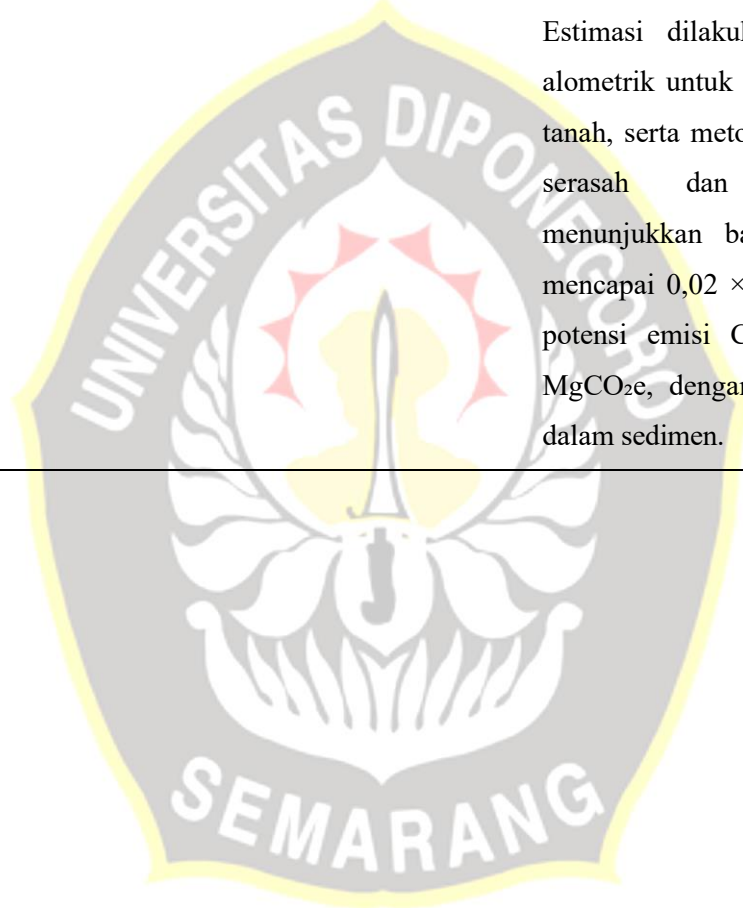 Estimasi dilakul
alometrik untuk
tanah, serta meto
serasah dan
menunjukkan ba
mencapai 0,02 ×
potensi emisi C
MgCO₂e, dengan
dalam sedimen.
UNIVERSITAS DIPONEGORO
SEMARANG